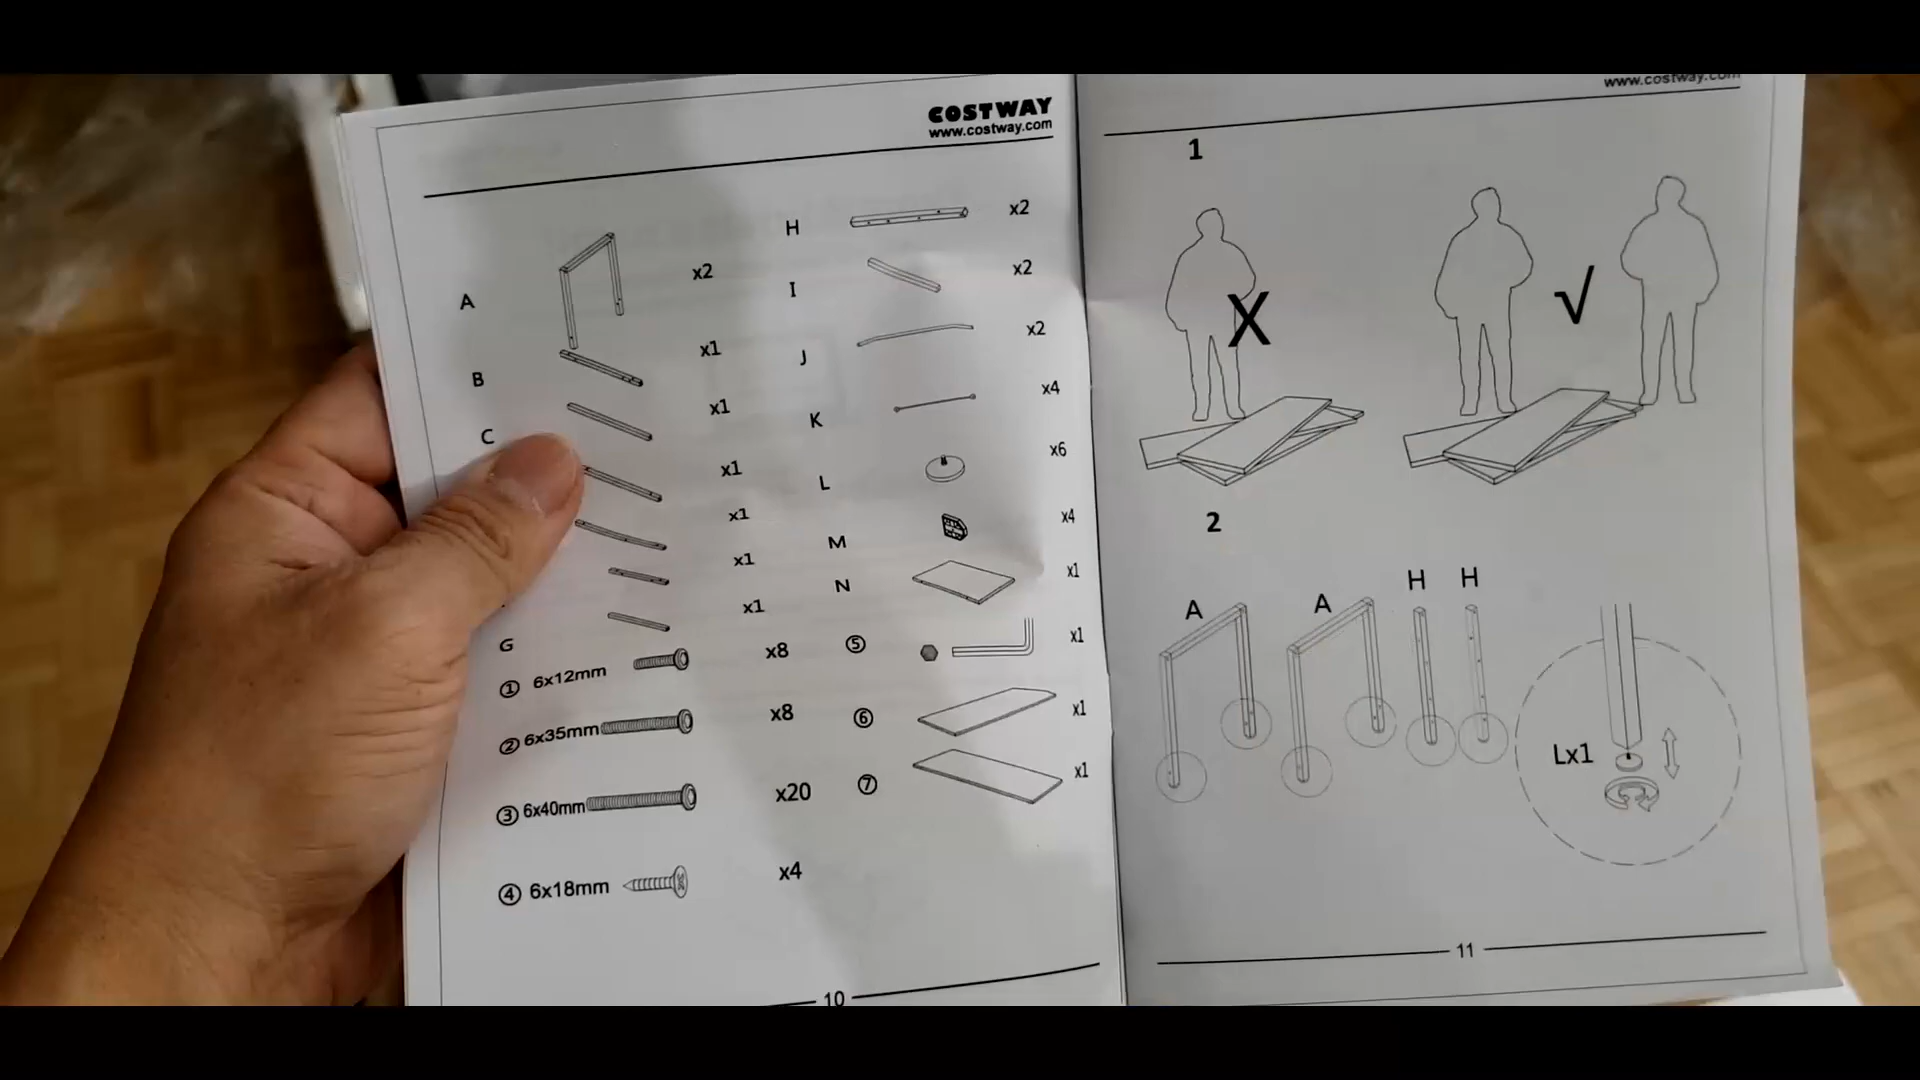 COSTWAY
www.costway.com
A x2
B x1
C x1
x1
x1
x1
G x1
① 6x12mm x8
② 6x35mm x8
③ 6x40mm x20
④ 6x18mm x4
H x2
I x2
J x2
K x4
L x6
M x4
N x1
⑤ x1
⑥ x1
⑦ x1
10
www.costway.com
1
X √
2
A A H H
Lx1
11